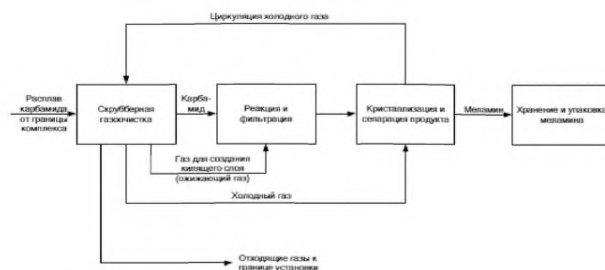 Циркуляция холодного газа
Расплав
карбамида
от границы
комплекса
Скрубберная
газоочистка
Карба-
мид
Реакция и
фильтрация
Кристаллизация и
сепарация продукта
Меламин
Хранение и упаковка
меламина
Газ для создания
кипящего слоя
(ожижающий газ)
Холодный газ
Отходящие газы к
границе установки